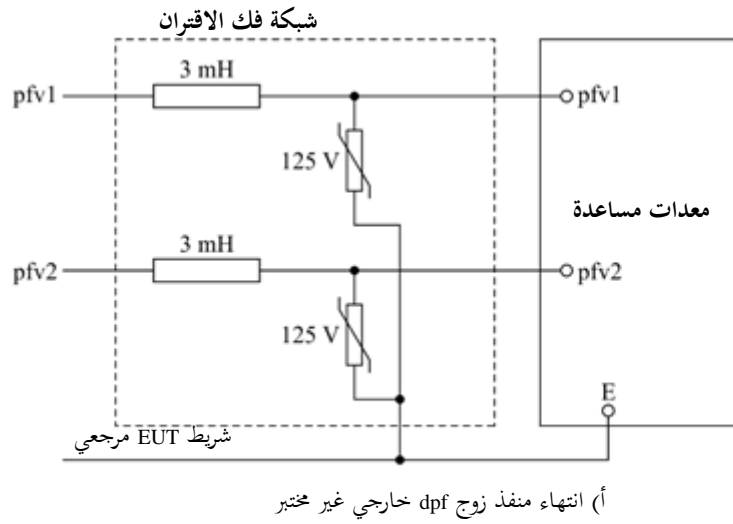 شبكة فك الاقتران
3 mH
pfv1
pfv1
125 V
معدات مساعدة
3 mH
pfv2
pfv2
125 V
E
شريط EUT مرجعي
أ) انتهاء منفذ زوج dpf خارجي غير مختبر